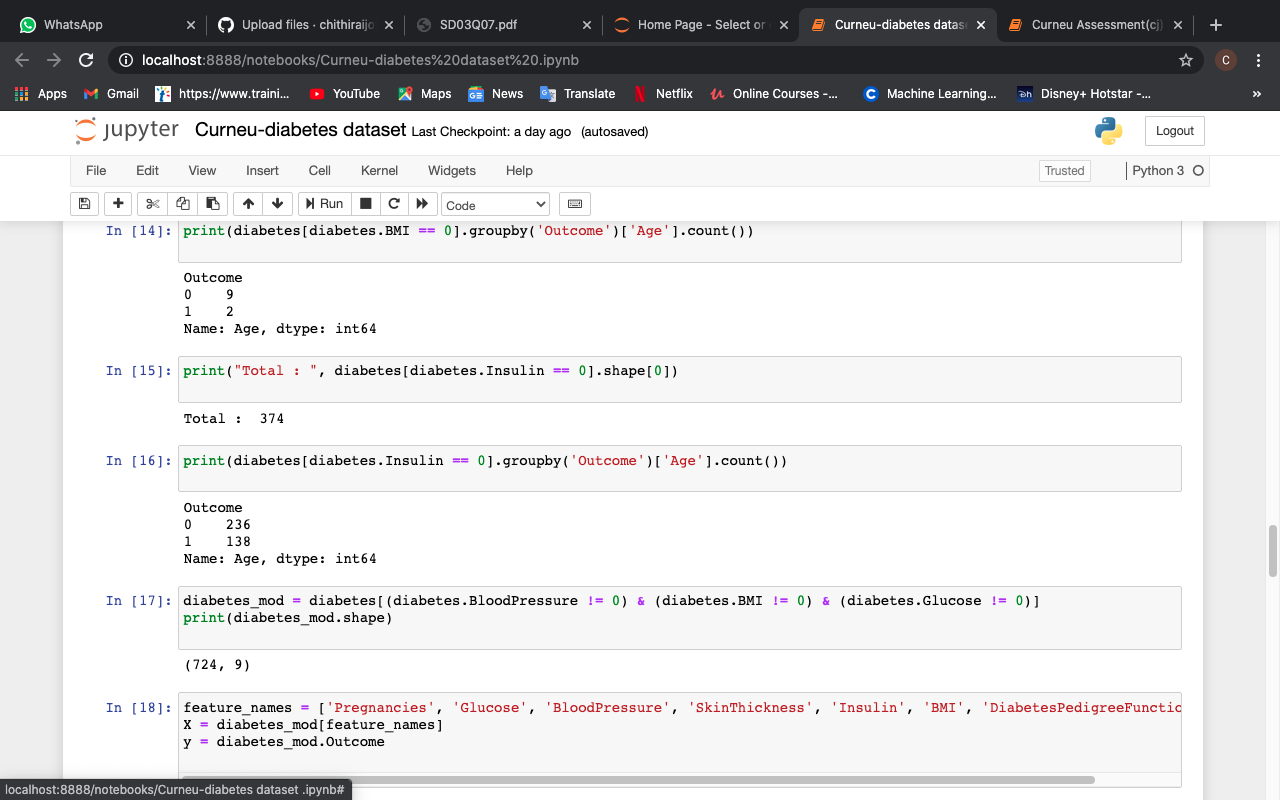 WhatsApp
Upload files · chithiraijo
SD03Q07.pdf
Home Page - Select or
Curneu-diabetes datase
Curneu Assessment(cj)
localhost:8888/notebooks/Curneu-diabetes%20dataset%20.ipynb
C
Apps
Gmail
https://www.traini...
YouTube
Maps
News
Translate
Netflix
Online Courses -...
Machine Learning...
Disney+ Hotstar -...
»
jupyter Curneu-diabetes dataset Last Checkpoint: a day ago (autosaved)
Logout
File Edit View Insert Cell Kernel Widgets Help
Trusted
Python 3
Run
Code
In [14]: print(diabetes[diabetes.BMI == 0].groupby('Outcome')['Age'].count())
Outcome
0    9
1    2
Name: Age, dtype: int64
In [15]: print("Total : ", diabetes[diabetes.Insulin == 0].shape[0])
Total :  374
In [16]: print(diabetes[diabetes.Insulin == 0].groupby('Outcome')['Age'].count())
Outcome
0    236
1    138
Name: Age, dtype: int64
In [17]: diabetes_mod = diabetes[(diabetes.BloodPressure != 0) & (diabetes.BMI != 0) & (diabetes.Glucose != 0)]
print(diabetes_mod.shape)
(724, 9)
In [18]: feature_names = ['Pregnancies', 'Glucose', 'BloodPressure', 'SkinThickness', 'Insulin', 'BMI', 'DiabetesPedigreeFunctio
X = diabetes_mod[feature_names]
y = diabetes_mod.Outcome
localhost:8888/notebooks/Curneu-diabetes dataset .ipynb#